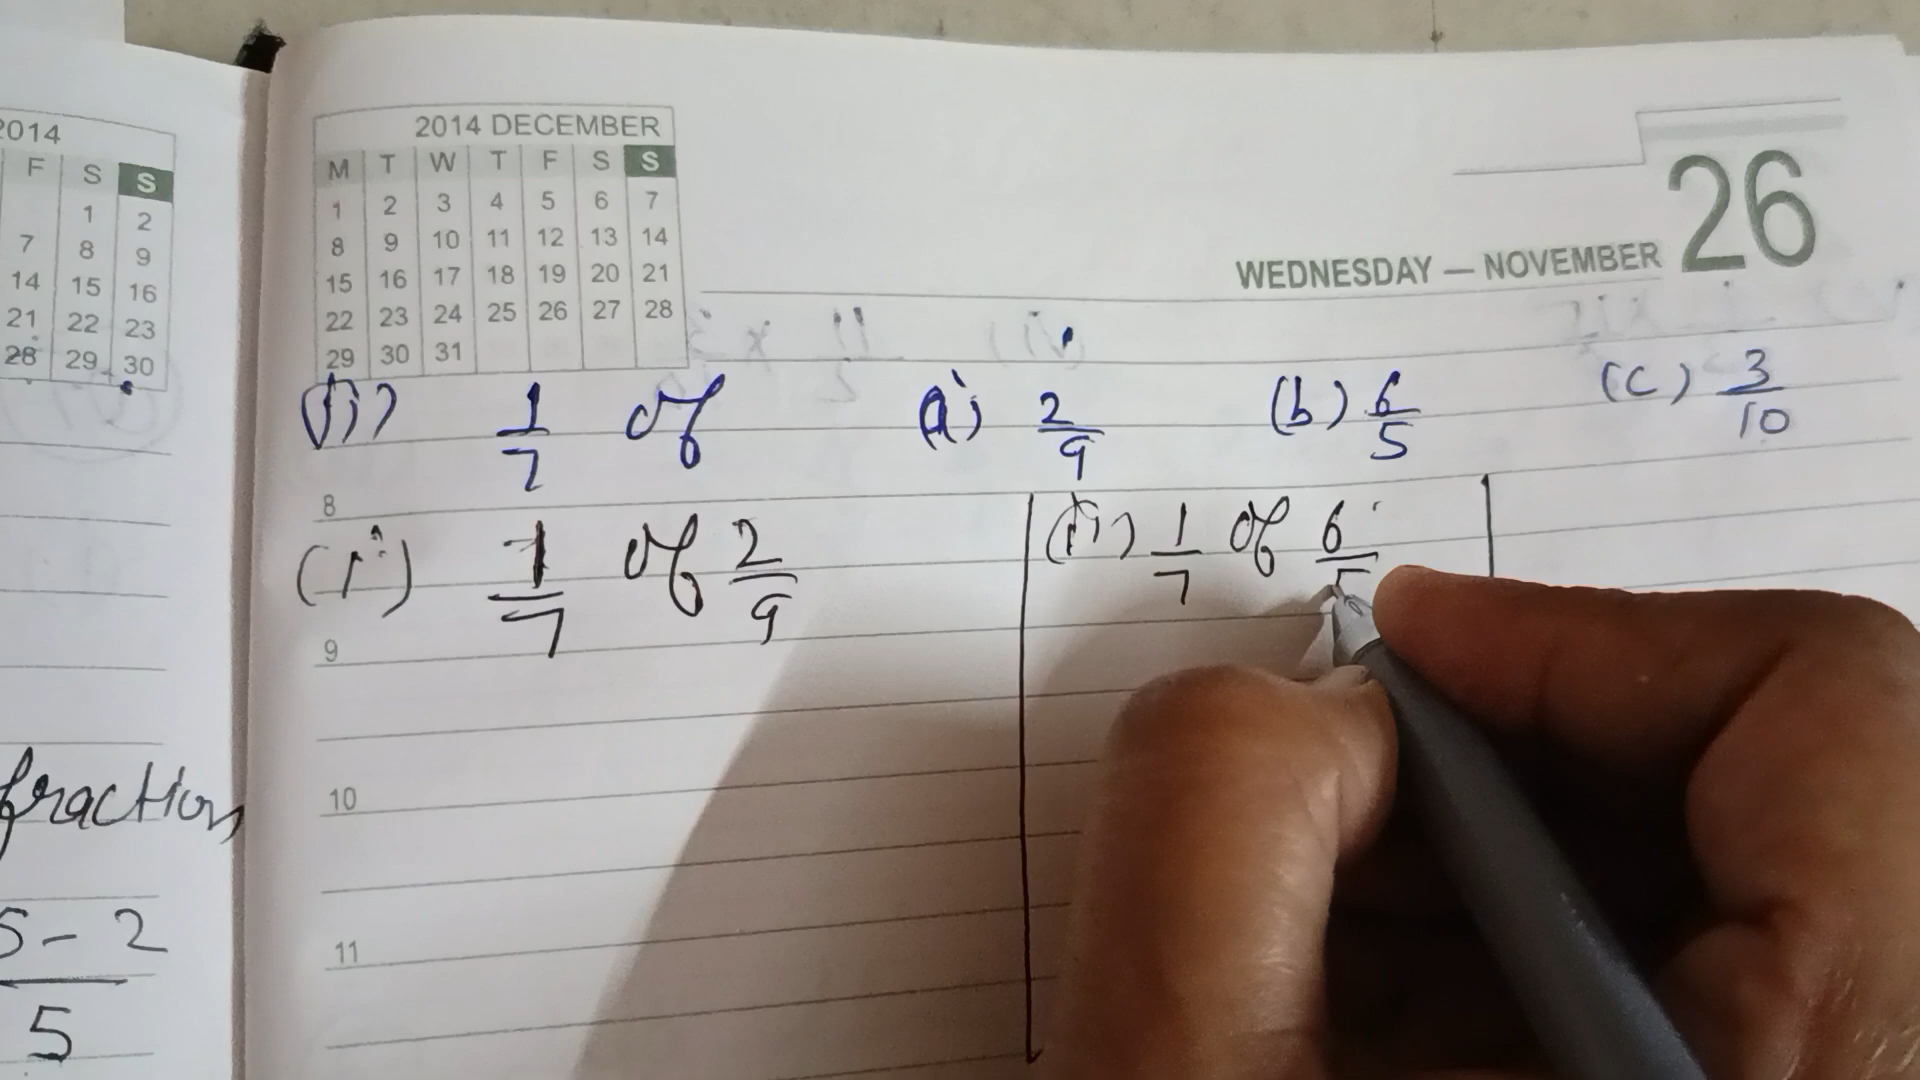 2014
F S S
1 2
7 8 9
14 15 16
21 22 23
28 29 30
fraction
5 - 2
5
2014 DECEMBER
M T W T F S S
1 2 3 4 5 6 7
8 9 10 11 12 13 14
15 16 17 18 19 20 21
22 23 24 25 26 27 28
29 30 31
WEDNESDAY — NOVEMBER 26
(ii) 1/7 of (a) 2/9 (b) 6/5 (c) 3/10
8
(i) 1/7 of 2/9
(ii) 1/7 of 6/5
9
10
11